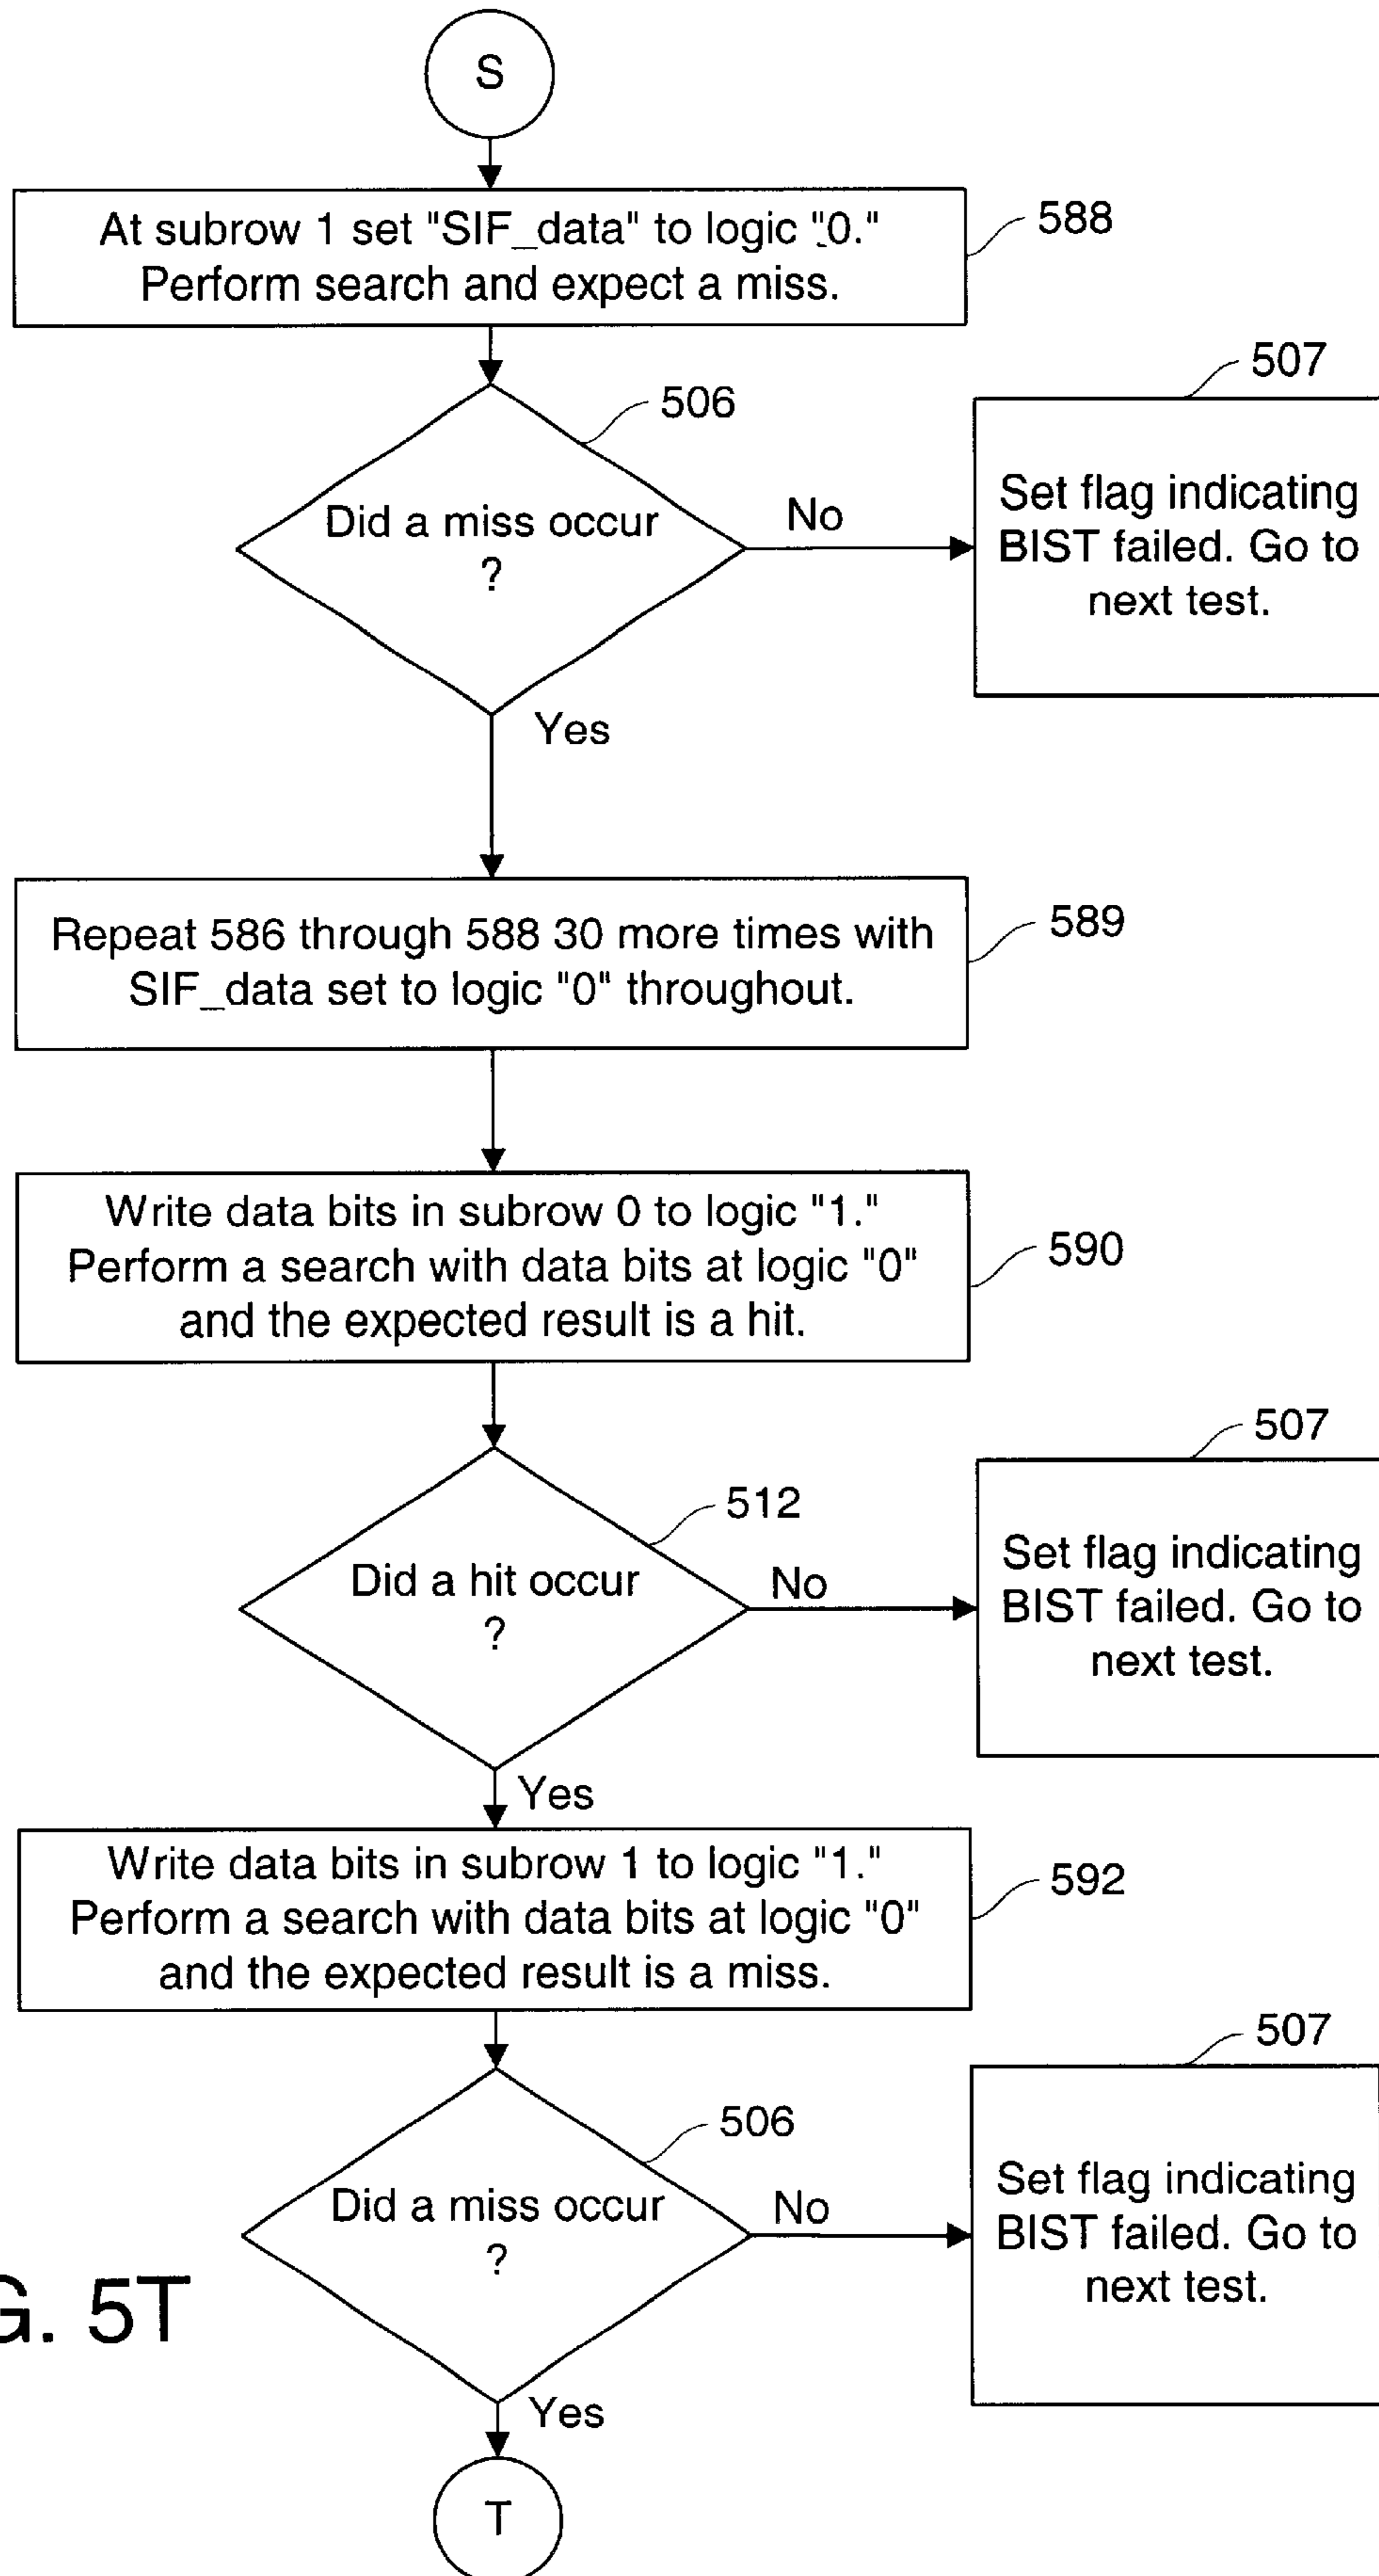 S
At subrow 1 set "SIF_data" to logic "0."
Perform search and expect a miss.
588
507
506
Did a miss occur
?
No
Set flag indicating
BIST failed. Go to
next test.
Yes
Repeat 586 through 588 30 more times with
SIF_data set to logic "0" throughout.
589
Write data bits in subrow 0 to logic "1."
Perform a search with data bits at logic "0"
and the expected result is a hit.
590
507
512
Did a hit occur
?
No
Set flag indicating
BIST failed. Go to
next test.
Yes
Write data bits in subrow 1 to logic "1."
Perform a search with data bits at logic "0"
and the expected result is a miss.
592
507
506
Did a miss occur
?
No
Set flag indicating
BIST failed. Go to
next test.
G. 5T
Yes
T